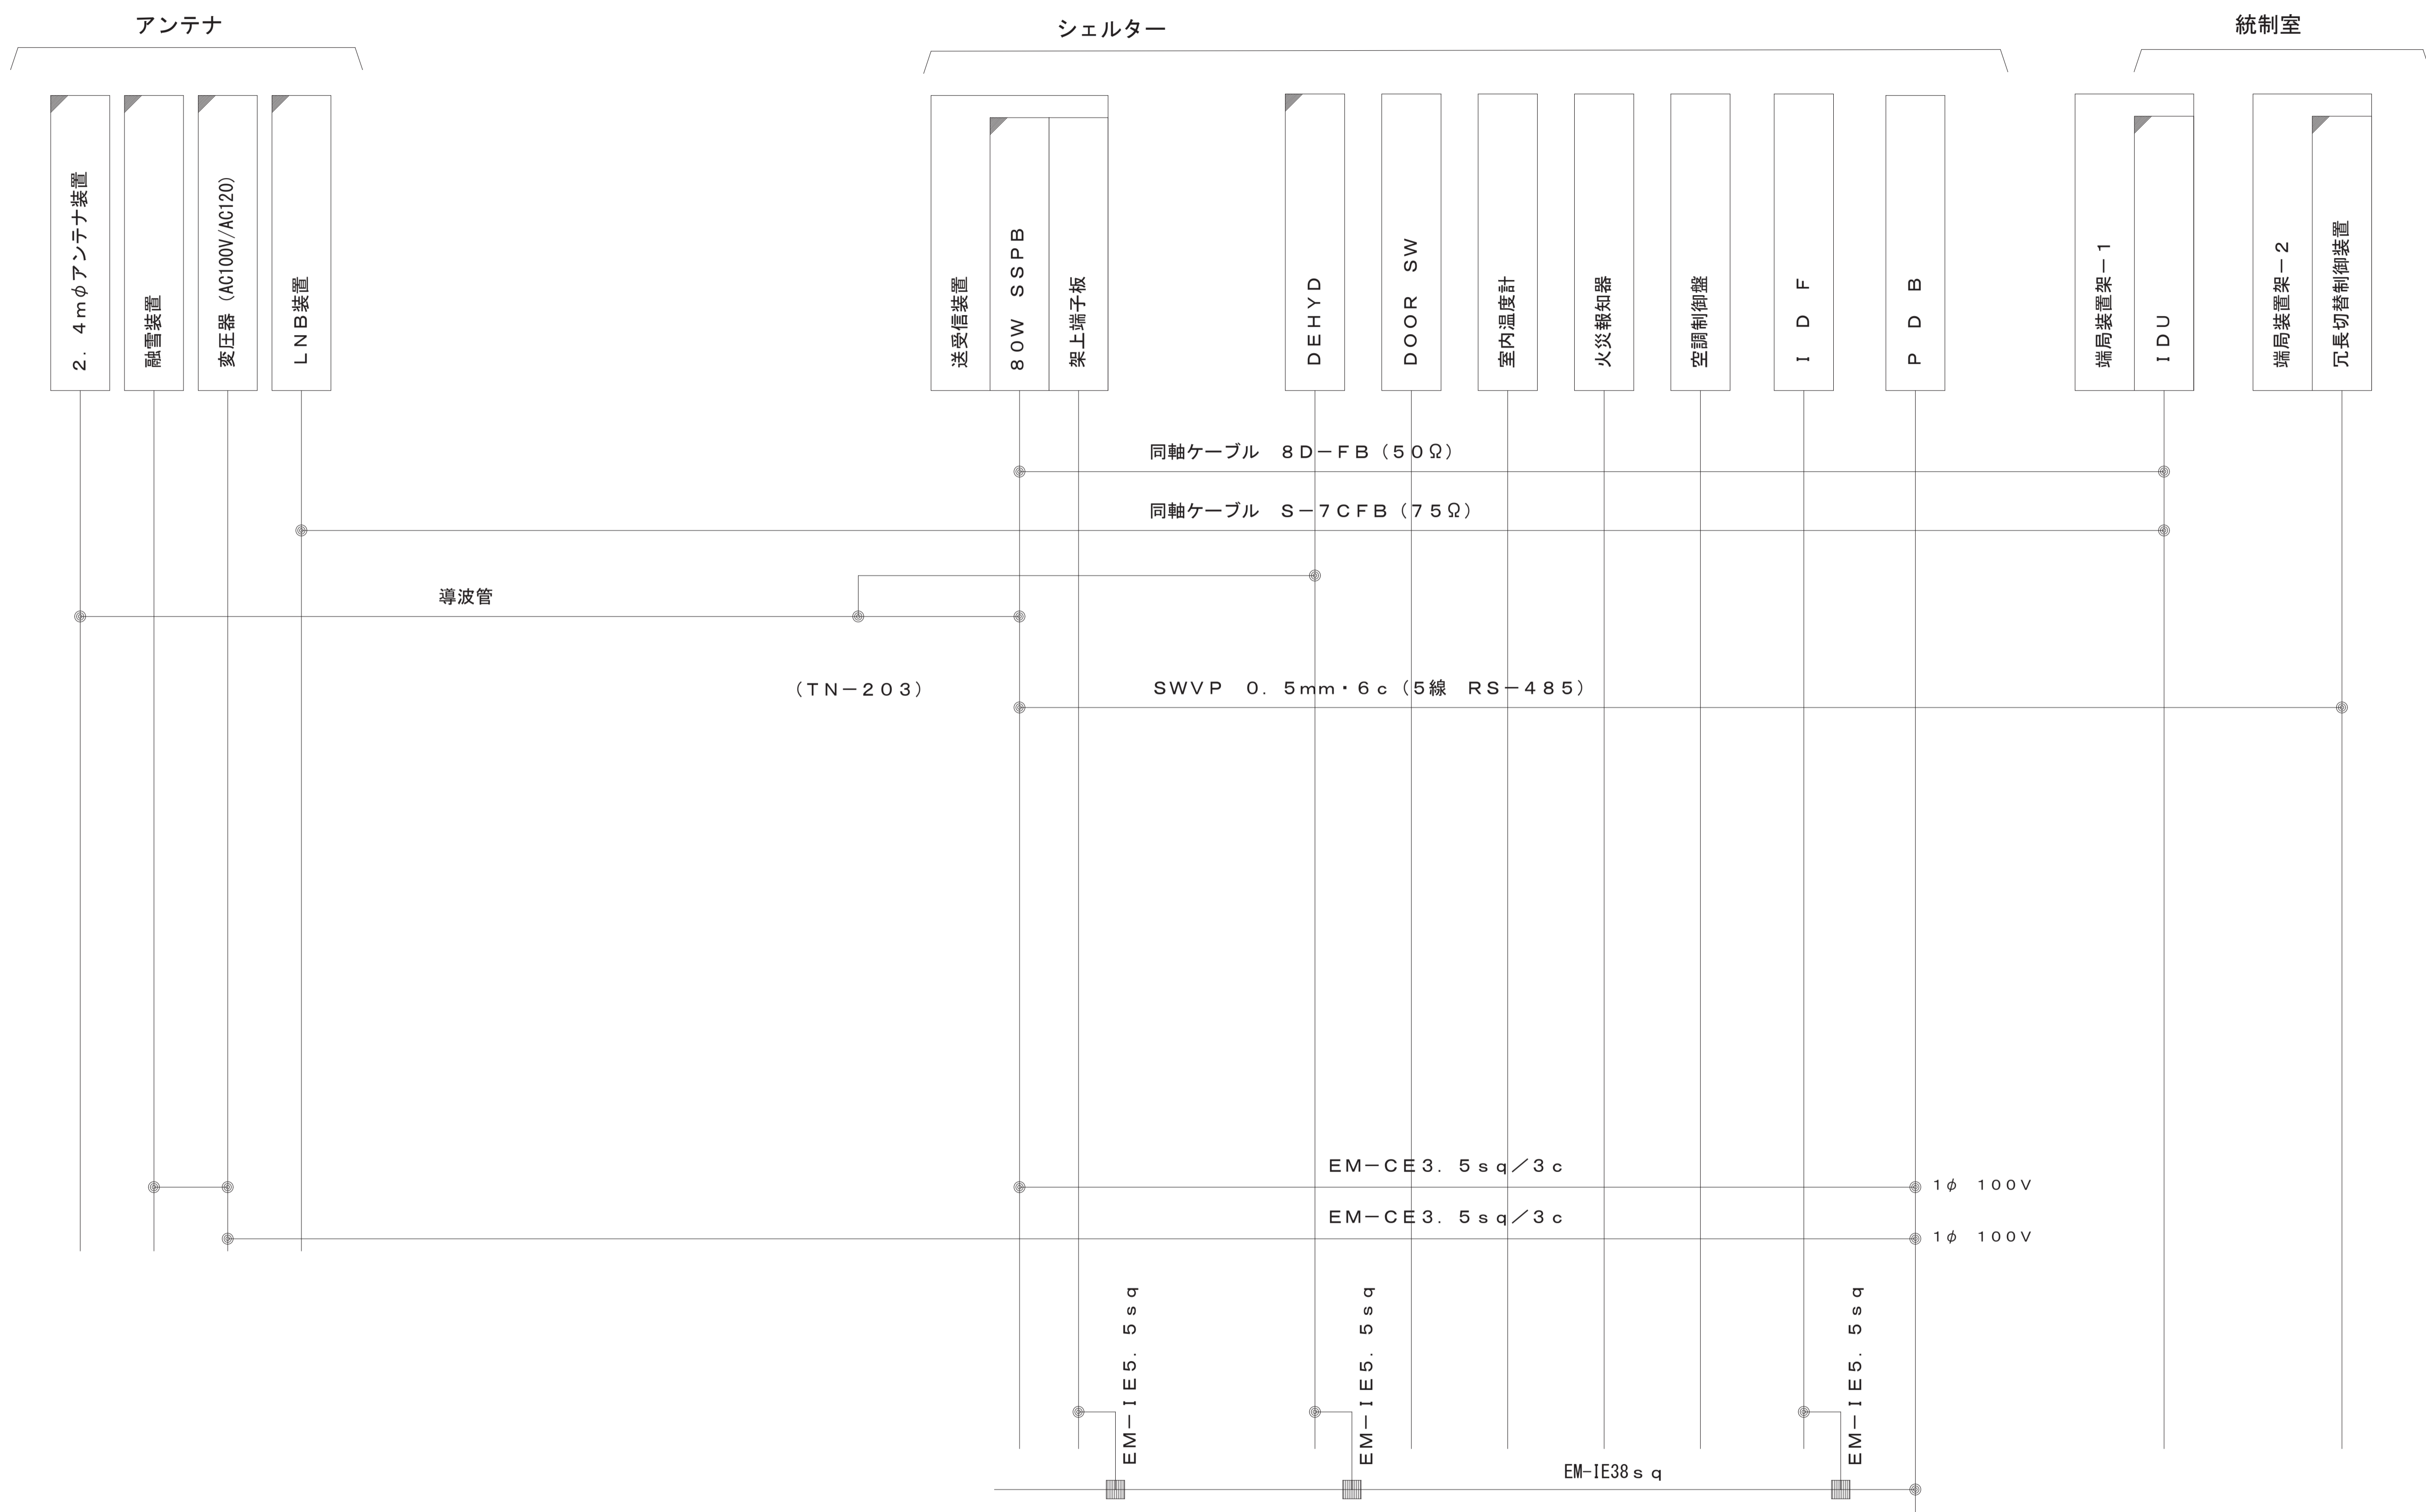 アンテナ
シェルター
統制室
2.4mφアンテナ装置
融雪装置
変圧器(AC100V/AC120)
LNB装置
送受信装置
80W SSPB
架上端子板
DEHYD
DOOR SW
室内温度計
火災報知器
空調制御盤
IDF
PDB
端局装置架-1
IDU
端局装置架-2
冗長切替制御装置
同軸ケーブル 8D-FB(50Ω)
同軸ケーブル S-7CFB(75Ω)
導波管
(TN-203)
SWVP 0.5mm・6c(5線 RS-485)
EM-CE3.5sq/3c
1φ 100V
EM-CE3.5sq/3c
1φ 100V
EM-IE5.5sq
EM-IE5.5sq
EM-IE5.5sq
EM-IE38sq